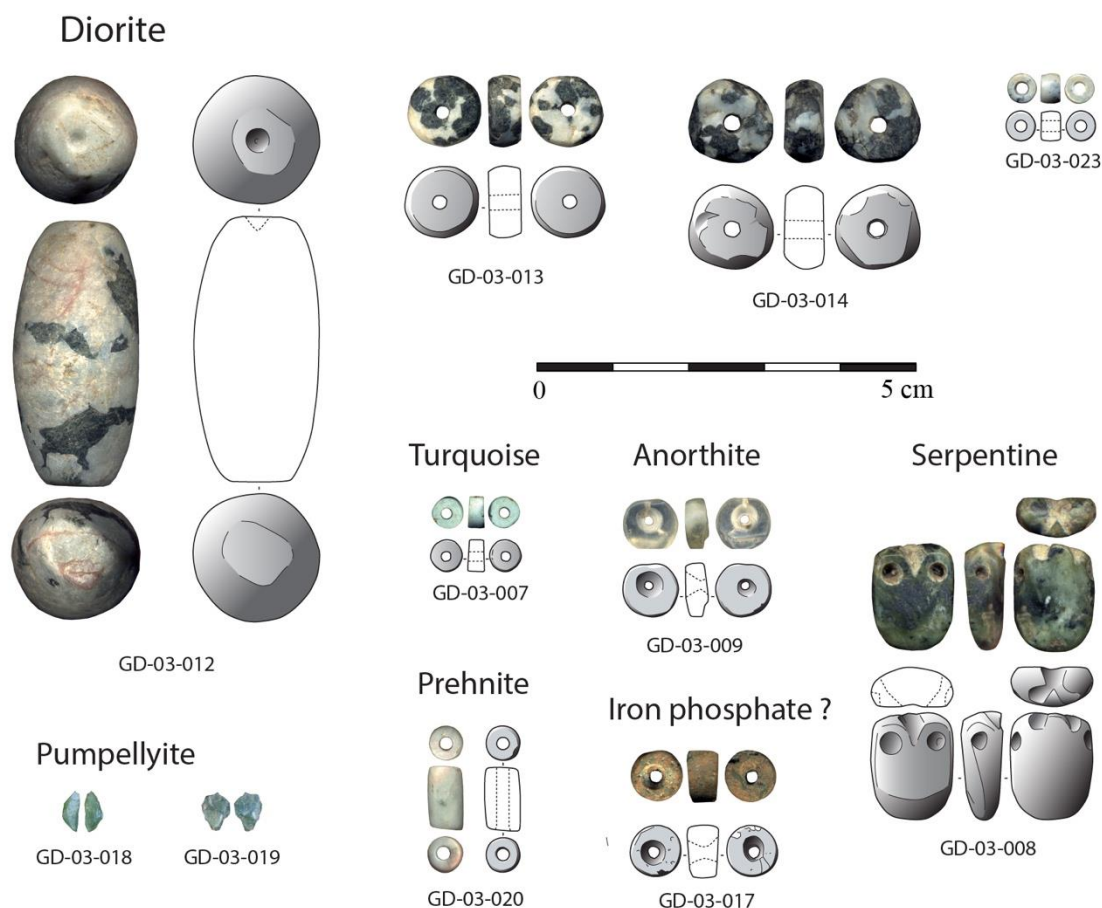 Diorite
GD-03-012
GD-03-013
GD-03-014
GD-03-023
0 5 cm
Turquoise
GD-03-007
Anorthite
GD-03-009
Serpentine
GD-03-008
Prehnite
GD-03-020
Iron phosphate ?
GD-03-017
Pumpellyite
GD-03-018
GD-03-019